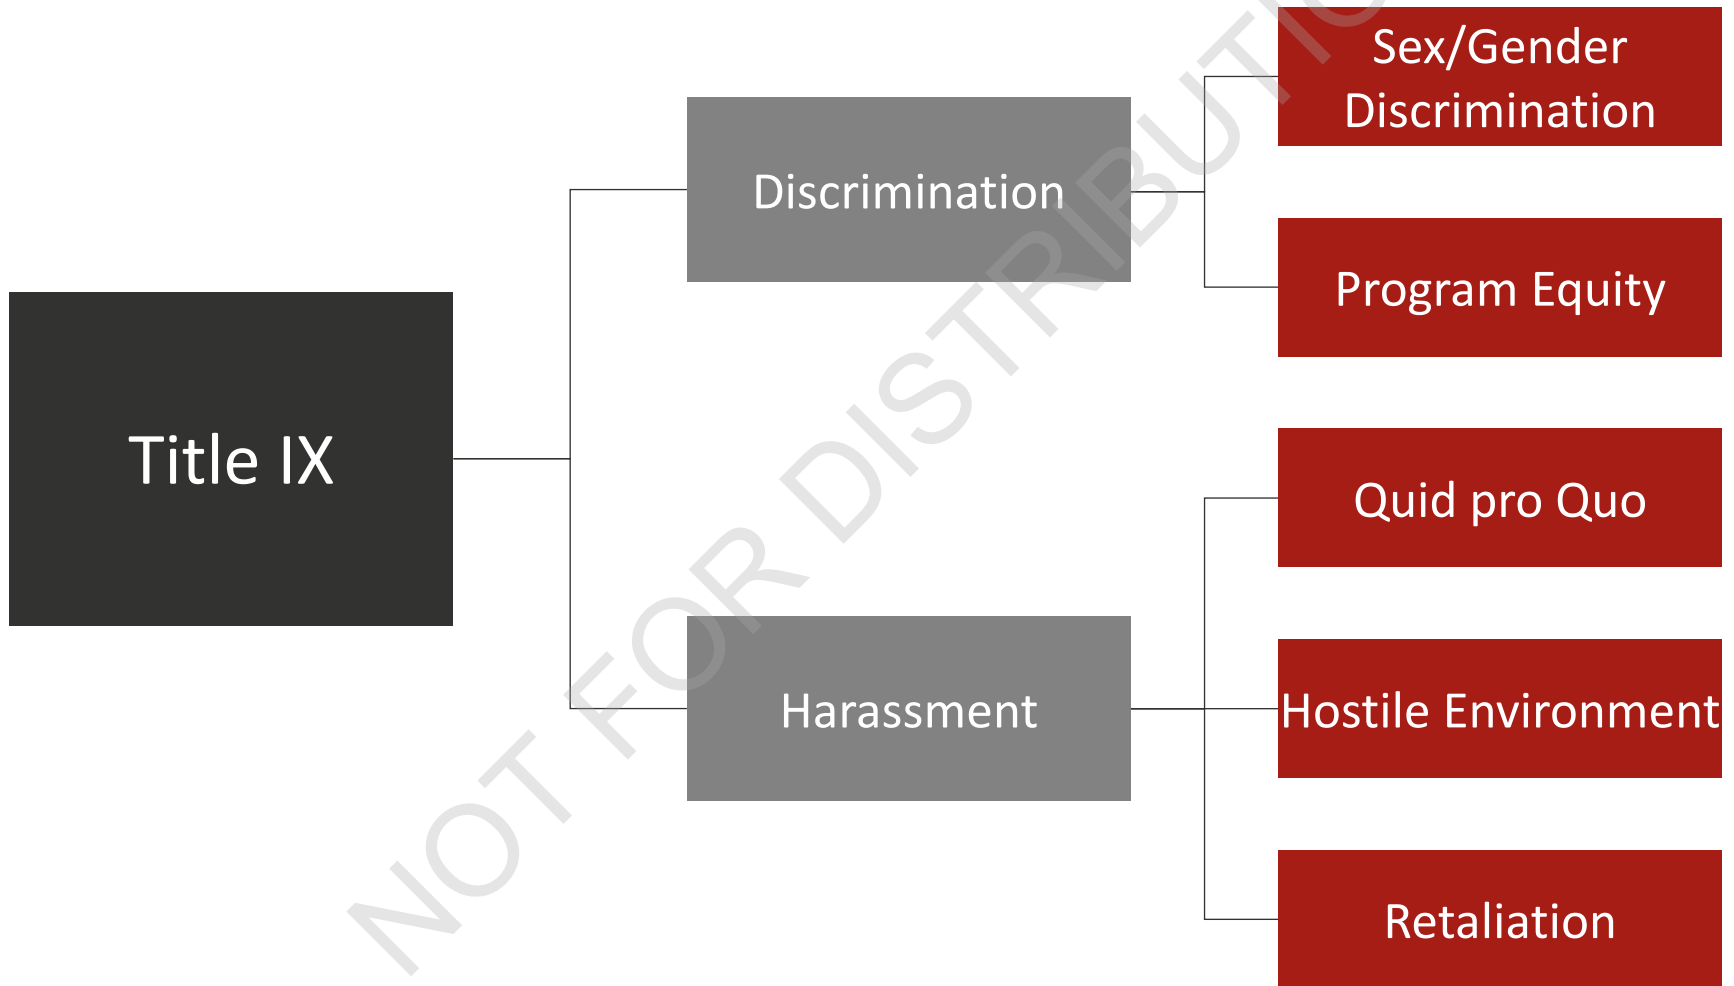 Title IX
Discrimination
Sex/Gender
Discrimination
Program Equity
Harassment
Quid pro Quo
Hostile Environment
Retaliation
NOT FOR DISTRIBUTIO